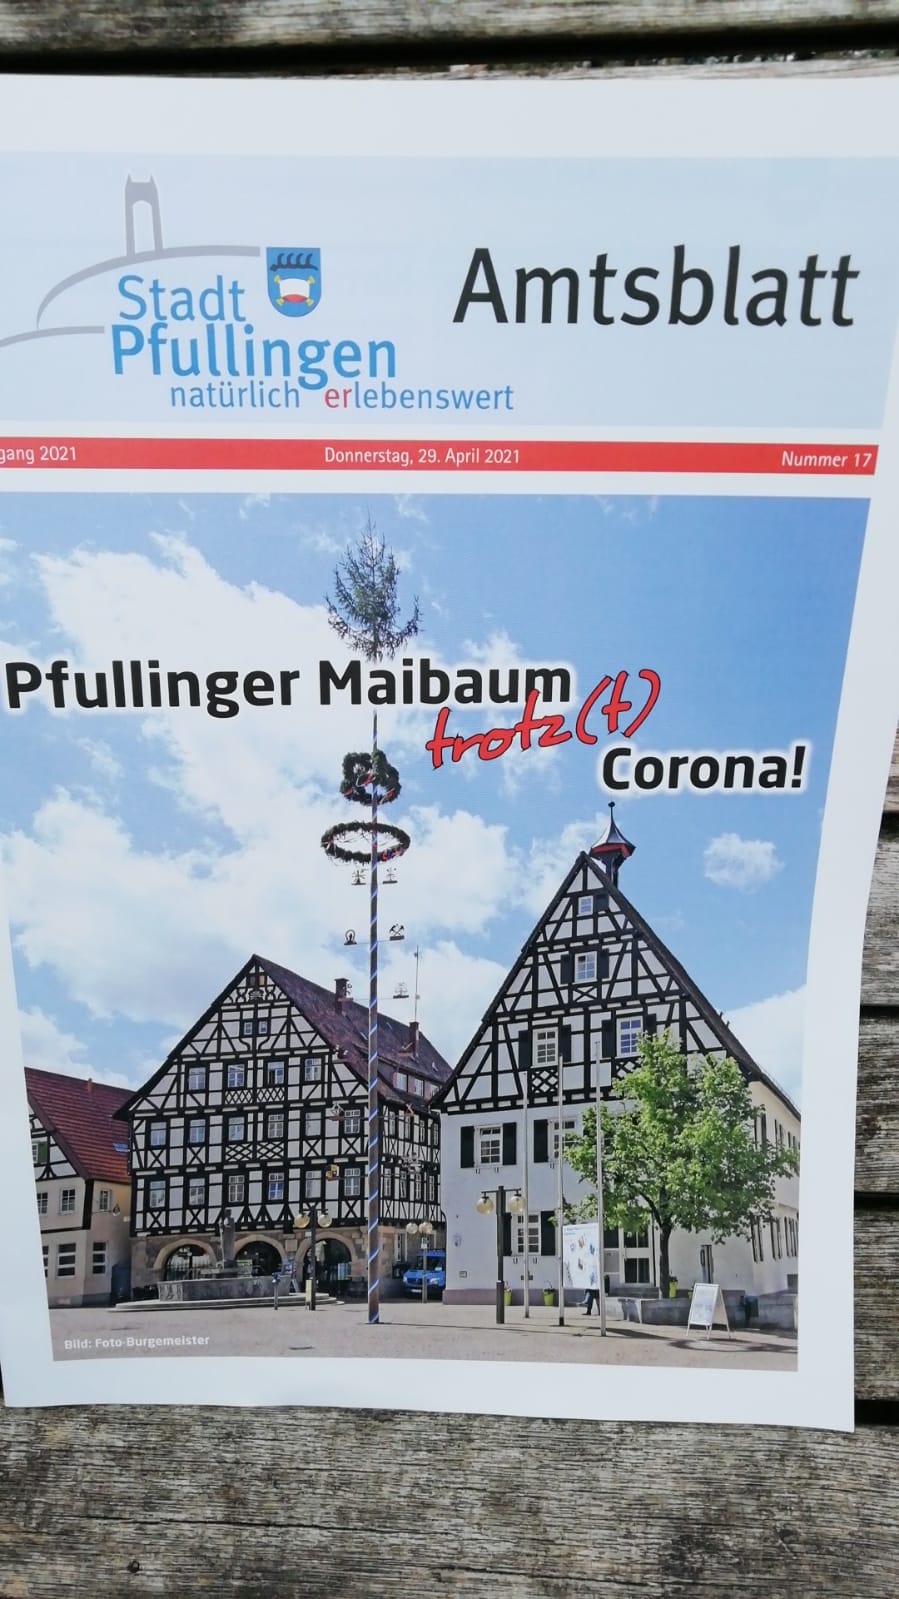 Stadt
Pfullingen
natürlich erlebenswert
Amtsblatt
gang 2021
Donnerstag, 29. April 2021
Nummer 17
Pfullinger Maibaum
trotz(t)
Corona!
Bild: Foto-Burgemeister